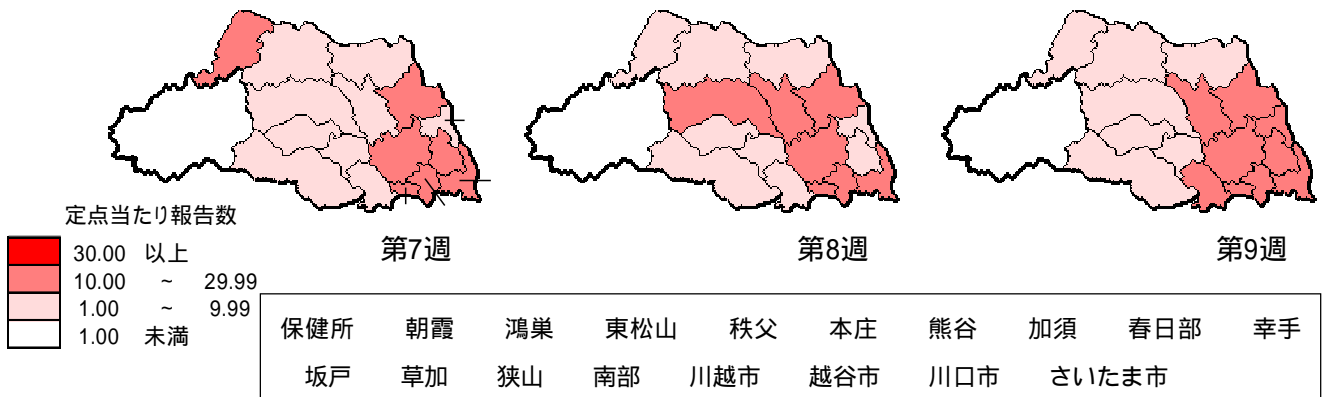 第7週 第8週 第9週
定点当たり報告数
30.00 以上
10.00 ~ 29.99
1.00 ~ 9.99
1.00 未満
保健所 朝霞 鴻巣 東松山 秩父 本庄 熊谷 加須 春日部 幸手
坂戸 草加 狭山 南部 川越市 越谷市 川口市 さいたま市